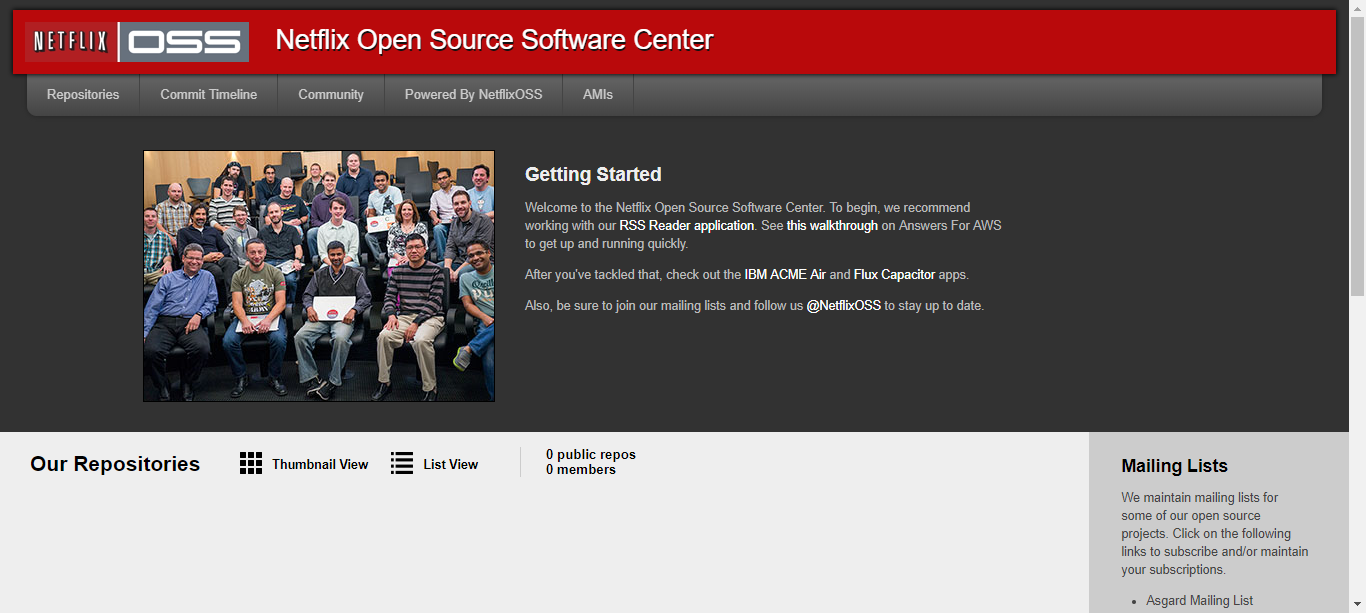 NETFLIX OSS Netflix Open Source Software Center
Repositories Commit Timeline Community Powered By NetflixOSS AMIs
Getting Started
Welcome to the Netflix Open Source Software Center. To begin, we recommend
working with our RSS Reader application. See this walkthrough on Answers For AWS
to get up and running quickly.
After you've tackled that, check out the IBM ACME Air and Flux Capacitor apps.
Also, be sure to join our mailing lists and follow us @NetflixOSS to stay up to date.
Our Repositories Thumbnail View List View
0 public repos
0 members
Mailing Lists
We maintain mailing lists for
some of our open source
projects. Click on the following
links to subscribe and/or maintain
your subscriptions.
Asgard Mailing List